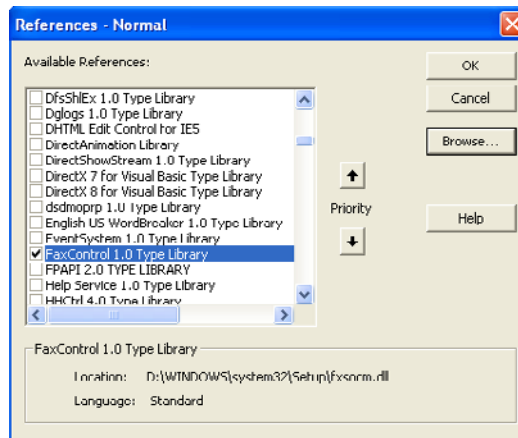 References - Normal
Available References:
DfsShlEx 1.0 Type Library
Dglogs 1.0 Type Library
DHTML Edit Control for IE5
DirectAnimation Library
DirectShowStream 1.0 Type Library
DirectX 7 for Visual Basic Type Library
DirectX 8 for Visual Basic Type Library
dsdmoprp 1.0 Type Library
English US WordBreaker 1.0 Type Library
EventSystem 1.0 Type Library
FaxControl 1.0 Type Library
FPAPI 2.0 TYPE LIBRARY
Help Service 1.0 Type Library
HHCtrl 4.0 Type Library
Priority
OK
Cancel
Browse...
Help
FaxControl 1.0 Type Library
Location: D:\WINDOWS\system32\Setup\fxsocm.dll
Language: Standard